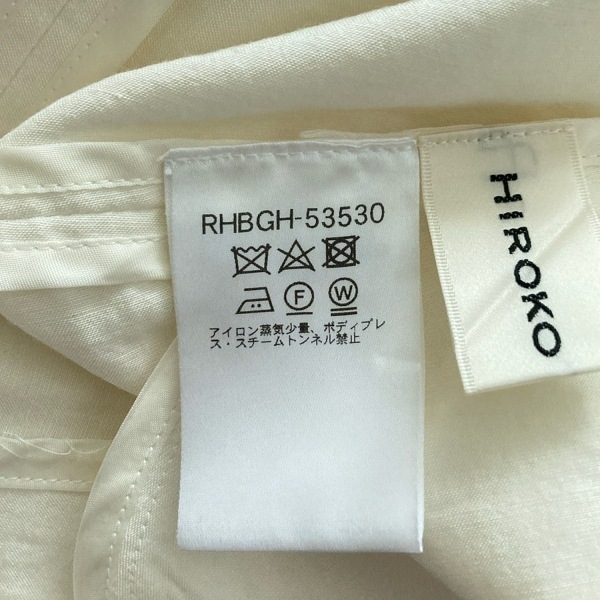 RHBGH-53530
F W
アイロン蒸気少量、ボディプレ
ス・スチームトンネル禁止
HIROKO